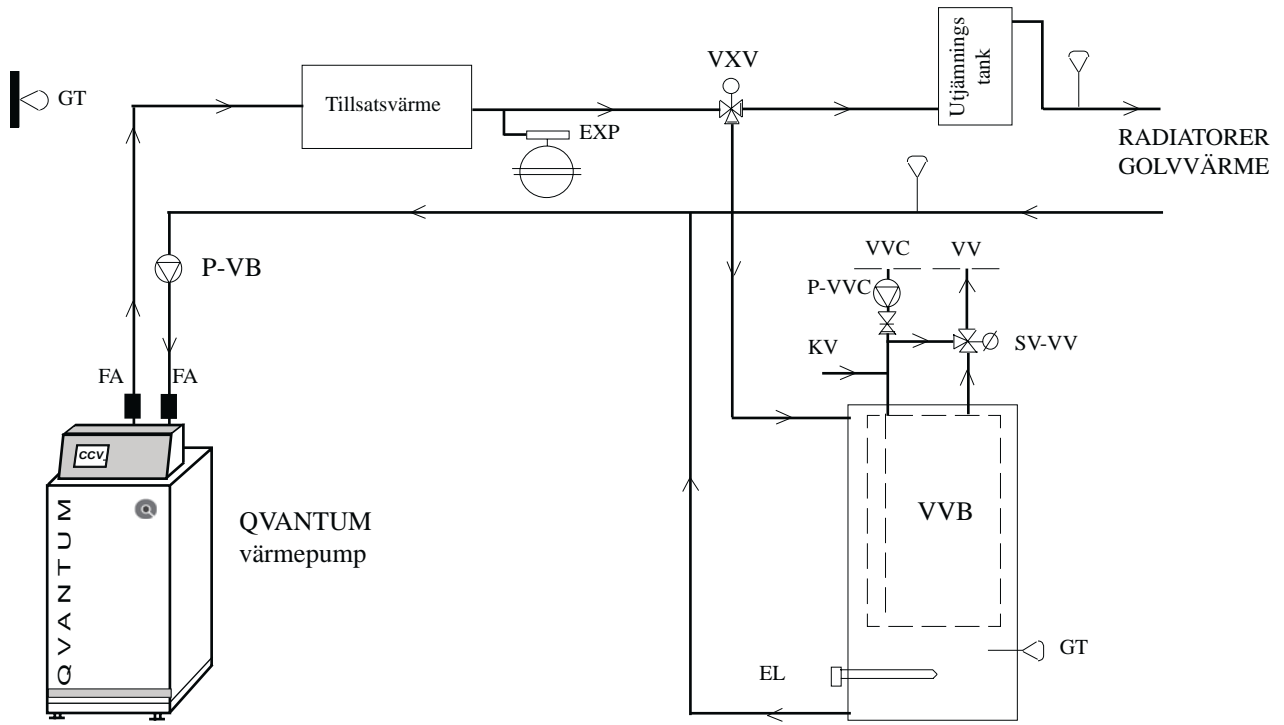 VXV
Utjämnings
tank
GT
Tillsatsvärme
EXP
RADIATORER
GOLVVÄRME
P-VB
VVC
VV
P-VVC
KV
SV-VV
FA
FA
CCV
QVANTUM
QVANTUM
värmepump
VVB
GT
EL